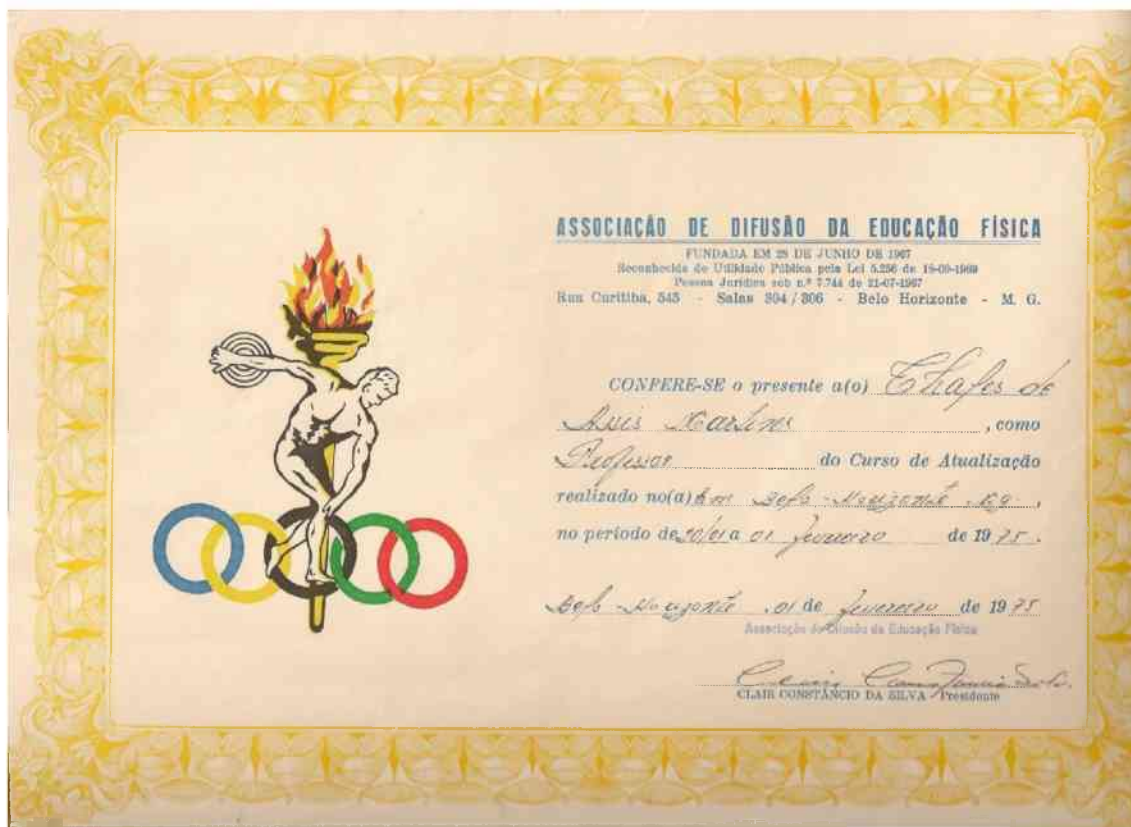 ASSOCIAÇÃO DE DIFUSÃO DA EDUCAÇÃO FÍSICA
FUNDADA EM 28 DE JUNHO DE 1967
Reconhecida de Utilidade Pública pela Lei 5.256 de 18-09-1969
Pessoa Jurídica sob n.º 7.744 de 21-07-1967
Rua Curitiba, 545 - Salas 304/306 - Belo Horizonte - M. G.
CONFERE-SE o presente a(o) de
Assis Martins, como
Professor do Curso de Atualização
realizado no(a) Em Belo-Horizonte
no período de a 01 fevereiro de 1975.
Belo-Horizonte, 01 de fevereiro de 1975
Associação de Difusão da Educação Física
CLAIR CONSTÂNCIO DA SILVA Presidente